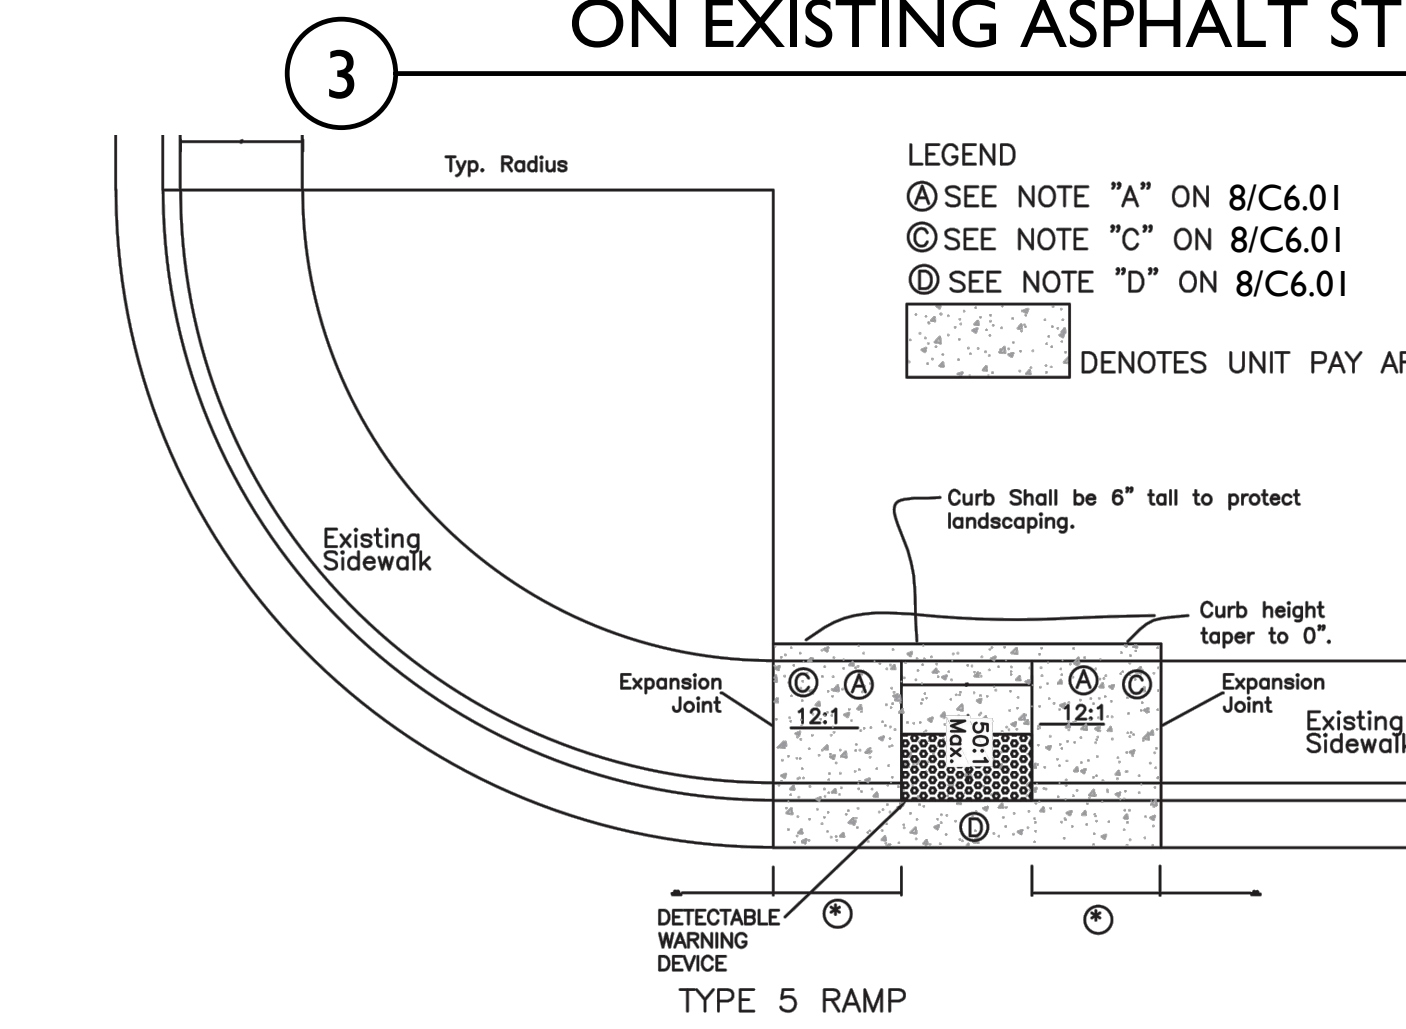 ON EXISTING ASPHALT ST
3
Typ. Radius
LEGEND
Ⓐ SEE NOTE "A" ON 8/C6.01
Ⓒ SEE NOTE "C" ON 8/C6.01
Ⓓ SEE NOTE "D" ON 8/C6.01
DENOTES UNIT PAY
Curb Shall be 6" tall to protect
landscaping.
Existing
Sidewalk
Curb height
taper to 0".
Expansion
Joint
Ⓒ Ⓐ
12:1
50:1
Max.
Ⓐ Ⓒ
12:1
Expansion
Joint
Existing
Sidewalk
Ⓓ
DETECTABLE
WARNING
DEVICE
*
*
TYPE 5 RAMP